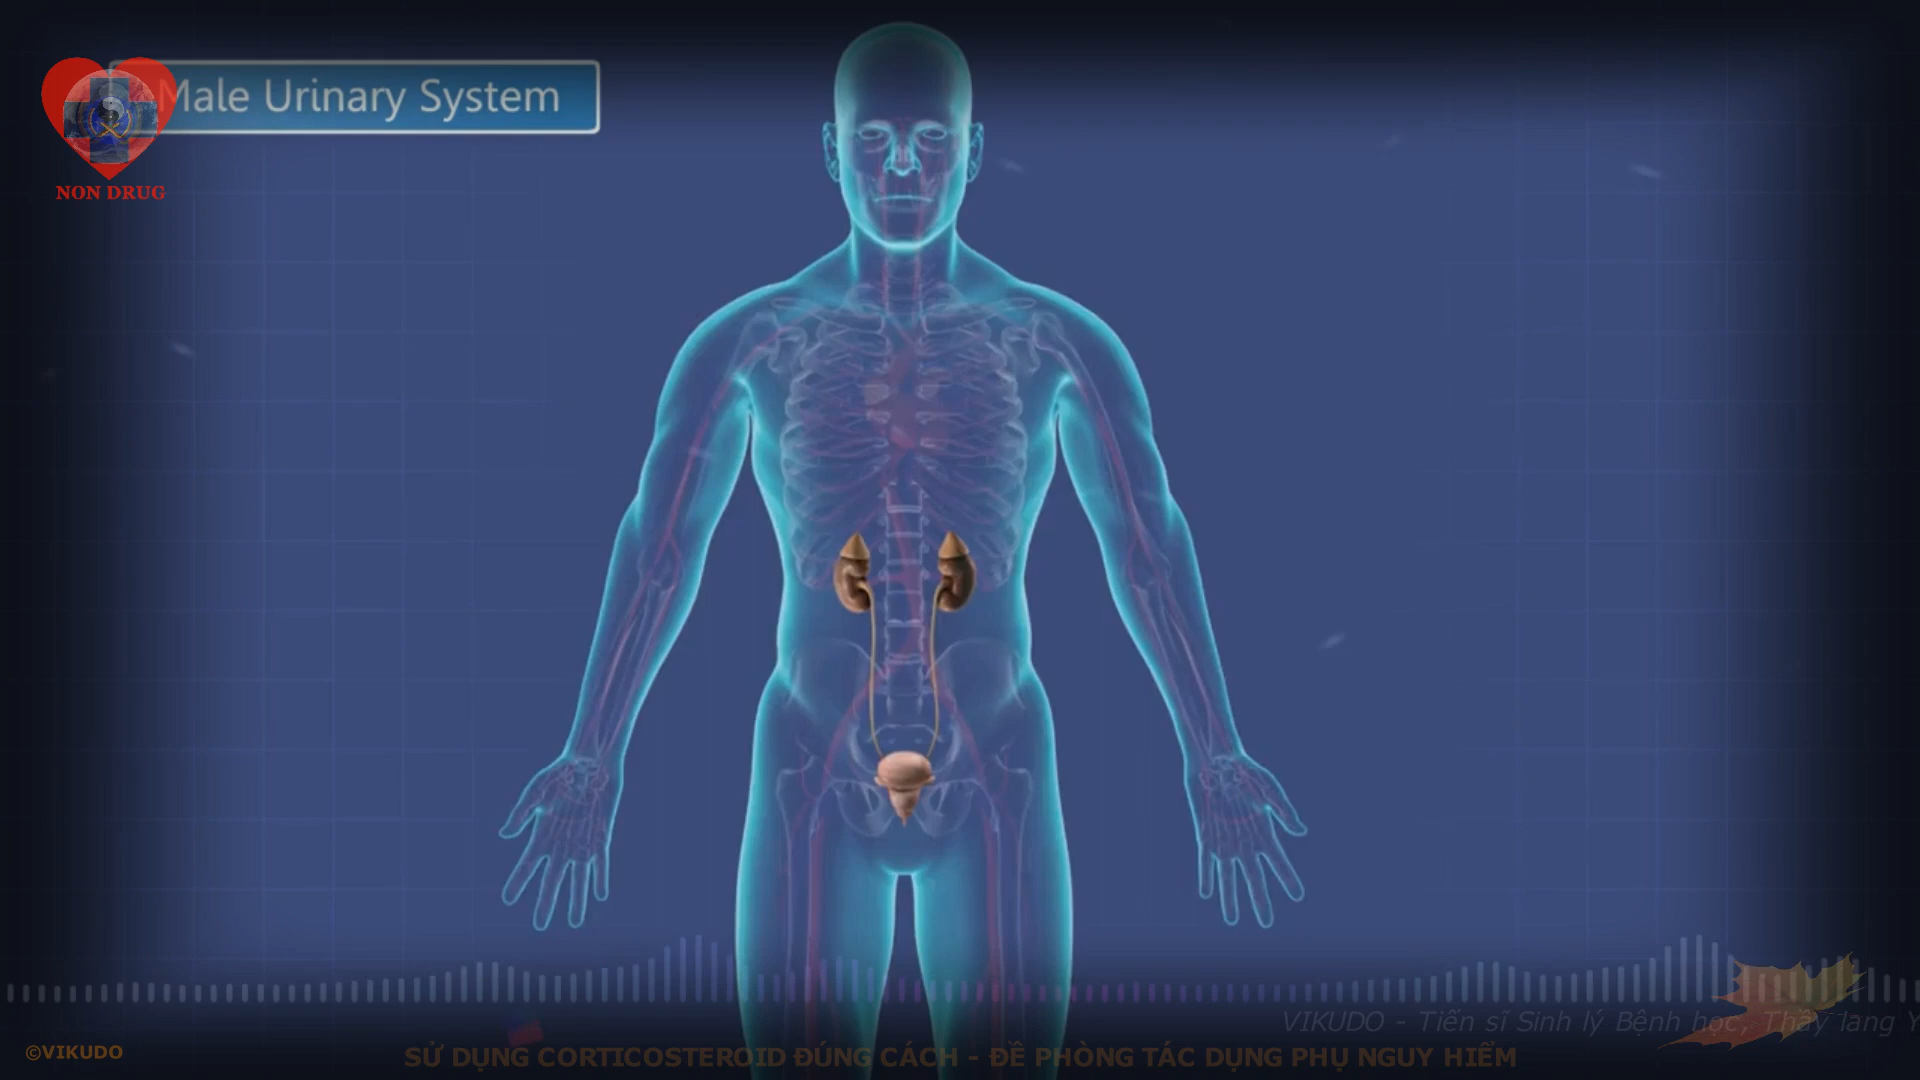 Male Urinary System
NON DRUG
VIKUDO - Tiến sĩ Sinh lý Bệnh học, Thầy lang Y
©VIKUDO
SỬ DỤNG CORTICOSTEROID ĐÚNG CÁCH - ĐỀ PHÒNG TÁC DỤNG PHỤ NGUY HIỂM